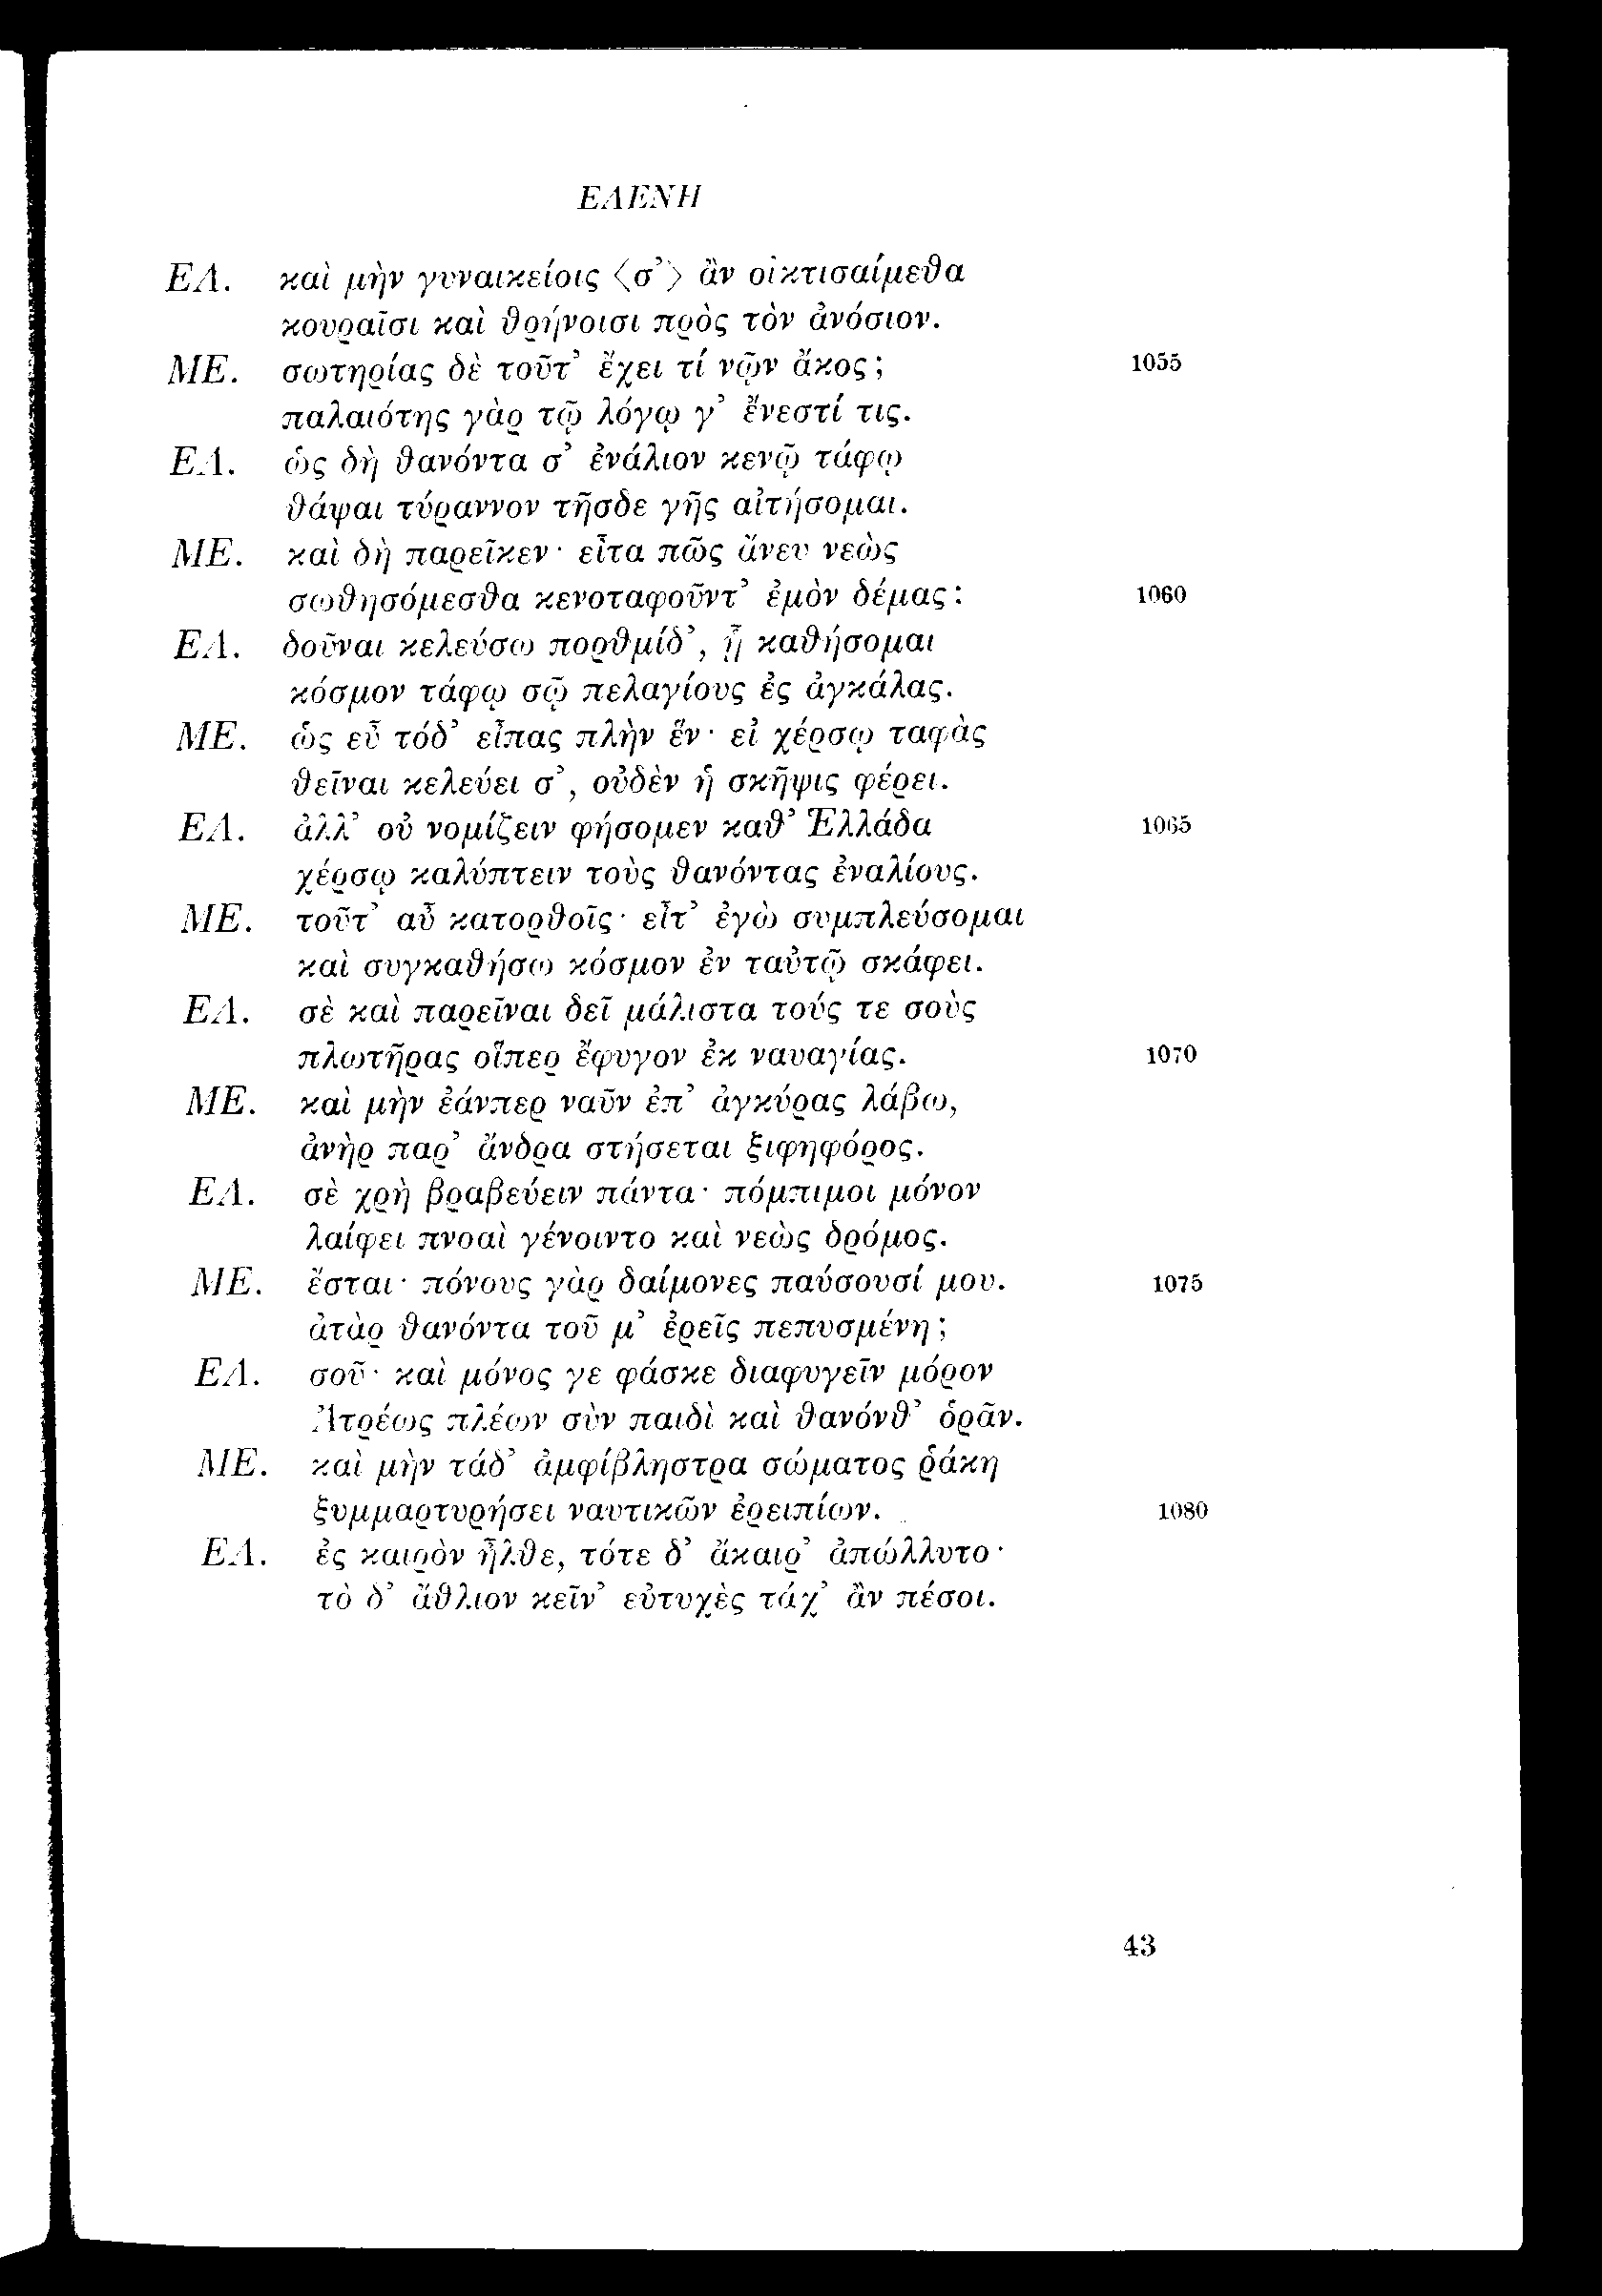 ΕΛΕΝΗ
ΕΛ. καὶ μὴν γυναικείοις ⟨σ’⟩ ἂν οἰκτισαίμεθα
κουραῖσι καὶ θρήνοισι πρὸς τὸν ἀνόσιον.
ΜΕ. σωτηρίας δὲ τοῦτ’ ἔχει τί νῷν ἄκος; 1055
παλαιότης γὰρ τῷ λόγῳ γ’ ἔνεστί τις.
ΕΛ. ὡς δὴ θανόντα σ’ ἐνάλιον κενῷ τάφῳ
θάψαι τύραννον τῆσδε γῆς αἰτήσομαι.
ΜΕ. καὶ δὴ παρεῖκεν· εἶτα πῶς ἄνευ νεὼς
σωθησόμεσθα κενοταφοῦντ’ ἐμὸν δέμας; 1060
ΕΛ. δοῦναι κελεύσω πορθμίδ’, ᾗ καθήσομαι
κόσμον τάφῳ σῷ πελαγίους ἐς ἀγκάλας.
ΜΕ. ὡς εὖ τόδ’ εἶπας πλὴν ἕν· εἰ χέρσῳ ταφὰς
θεῖναι κελεύει σ’, οὐδὲν ἡ σκῆψις φέρει.
ΕΛ. ἀλλ’ οὐ νομίζειν φήσομεν καθ’ Ἑλλάδα 1065
χέρσῳ καλύπτειν τοὺς θανόντας ἐναλίους.
ΜΕ. τοῦτ’ αὖ κατορθοῖς· εἶτ’ ἐγὼ συμπλεύσομαι
καὶ συγκαθήσω κόσμον ἐν ταὐτῷ σκάφει.
ΕΛ. σὲ καὶ παρεῖναι δεῖ μάλιστα τούς τε σοὺς
πλωτῆρας οἵπερ ἔφυγον ἐκ ναυαγίας. 1070
ΜΕ. καὶ μὴν ἐάνπερ ναῦν ἐπ’ ἀγκύρας λάβω,
ἀνὴρ παρ’ ἄνδρα στήσεται ξιφηφόρος.
ΕΛ. σὲ χρὴ βραβεύειν πάντα· πόμπιμοι μόνον
λαίφει πνοαὶ γένοιντο καὶ νεὼς δρόμος.
ΜΕ. ἔσται· πόνους γὰρ δαίμονες παύσουσί μου. 1075
ἀτὰρ θανόντα τοῦ μ’ ἐρεῖς πεπυσμένη;
ΕΛ. σοῦ· καὶ μόνος γε φάσκε διαφυγεῖν μόρον
Ἀτρέως πλέων σὺν παιδὶ καὶ θανόνθ’ ὁρᾶν.
ΜΕ. καὶ μὴν τάδ’ ἀμφίβληστρα σώματος ῥάκη
ξυμμαρτυρήσει ναυτικῶν ἐρειπίων. 1080
ΕΛ. ἐς καιρὸν ἦλθε, τότε δ’ ἄκαιρ’ ἀπώλλυτο·
τὸ δ’ ἄθλιον κεῖν’ εὐτυχὲς τάχ’ ἂν πέσοι.
43